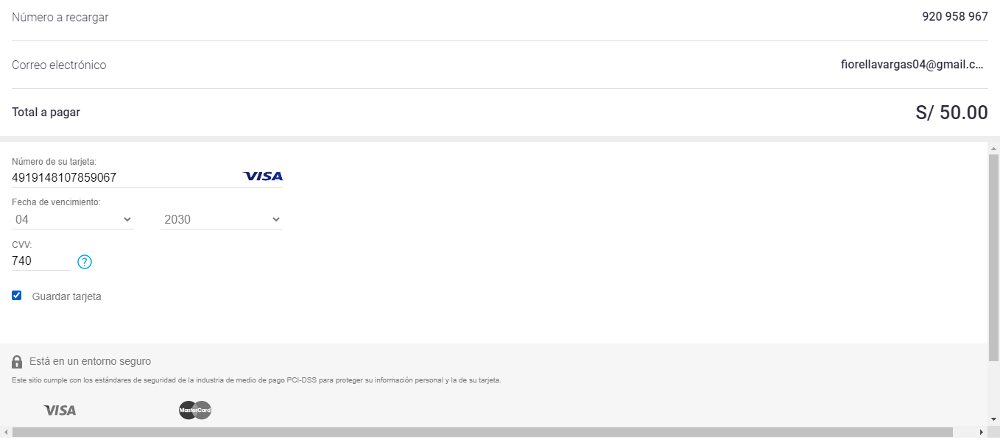 Número a recargar 920 958 967
Correo electrónico fiorellavargas04@gmail.c...
Total a pagar S/ 50.00
Número de su tarjeta:
4919148107859067 VISA
Fecha de vencimiento:
04 2030
CVV:
740 ?
Guardar tarjeta
Está en un entorno seguro
Este sitio cumple con los estándares de seguridad de la industria de medio de pago PCI-DSS para proteger su información personal y la de su tarjeta.
VISA MasterCard